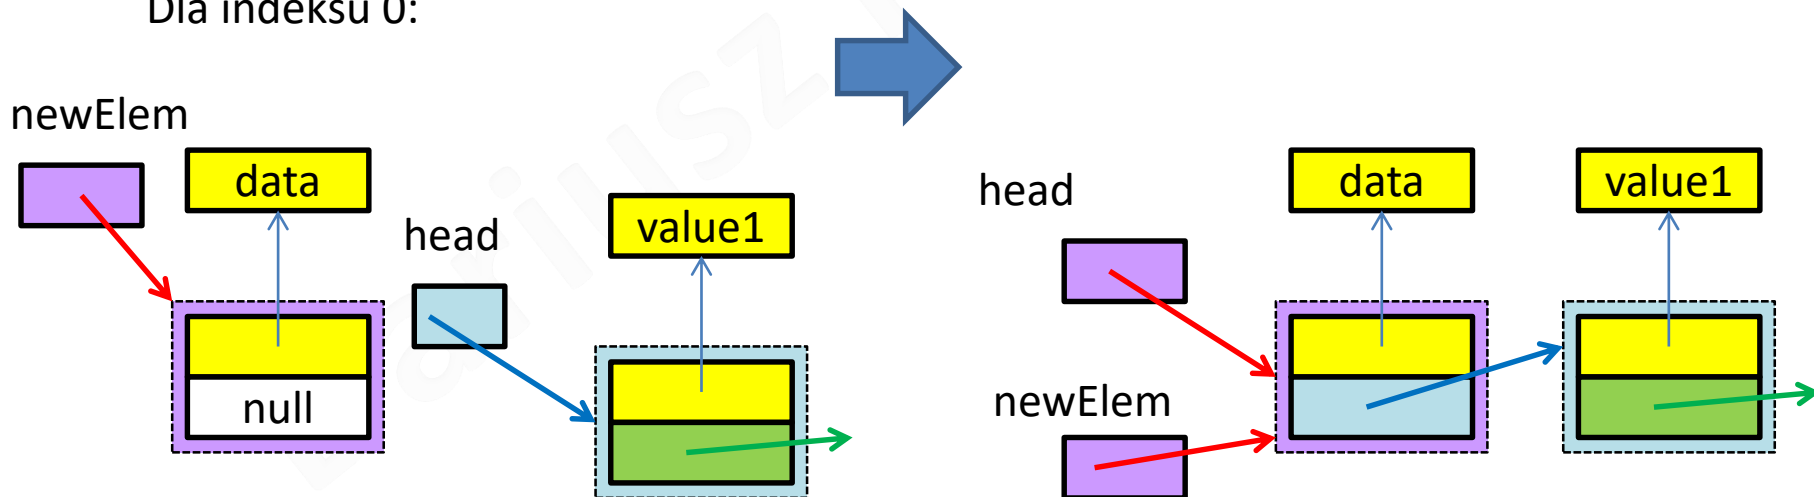 Dla indeksu 0:
newElem
data
head
value1
null
head
data
value1
newElem